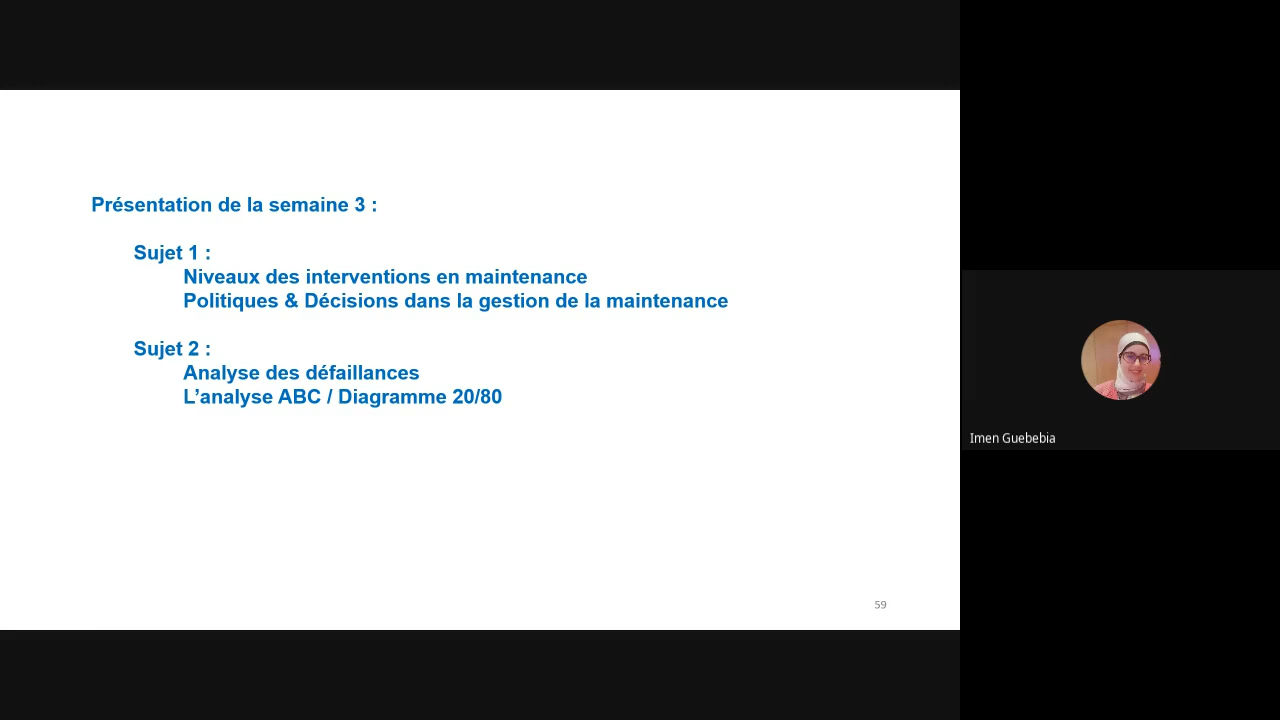 Présentation de la semaine 3 :
Sujet 1 :
Niveaux des interventions en maintenance
Politiques & Décisions dans la gestion de la maintenance
Sujet 2 :
Analyse des défaillances
L’analyse ABC / Diagramme 20/80
59
Imen Guebebia